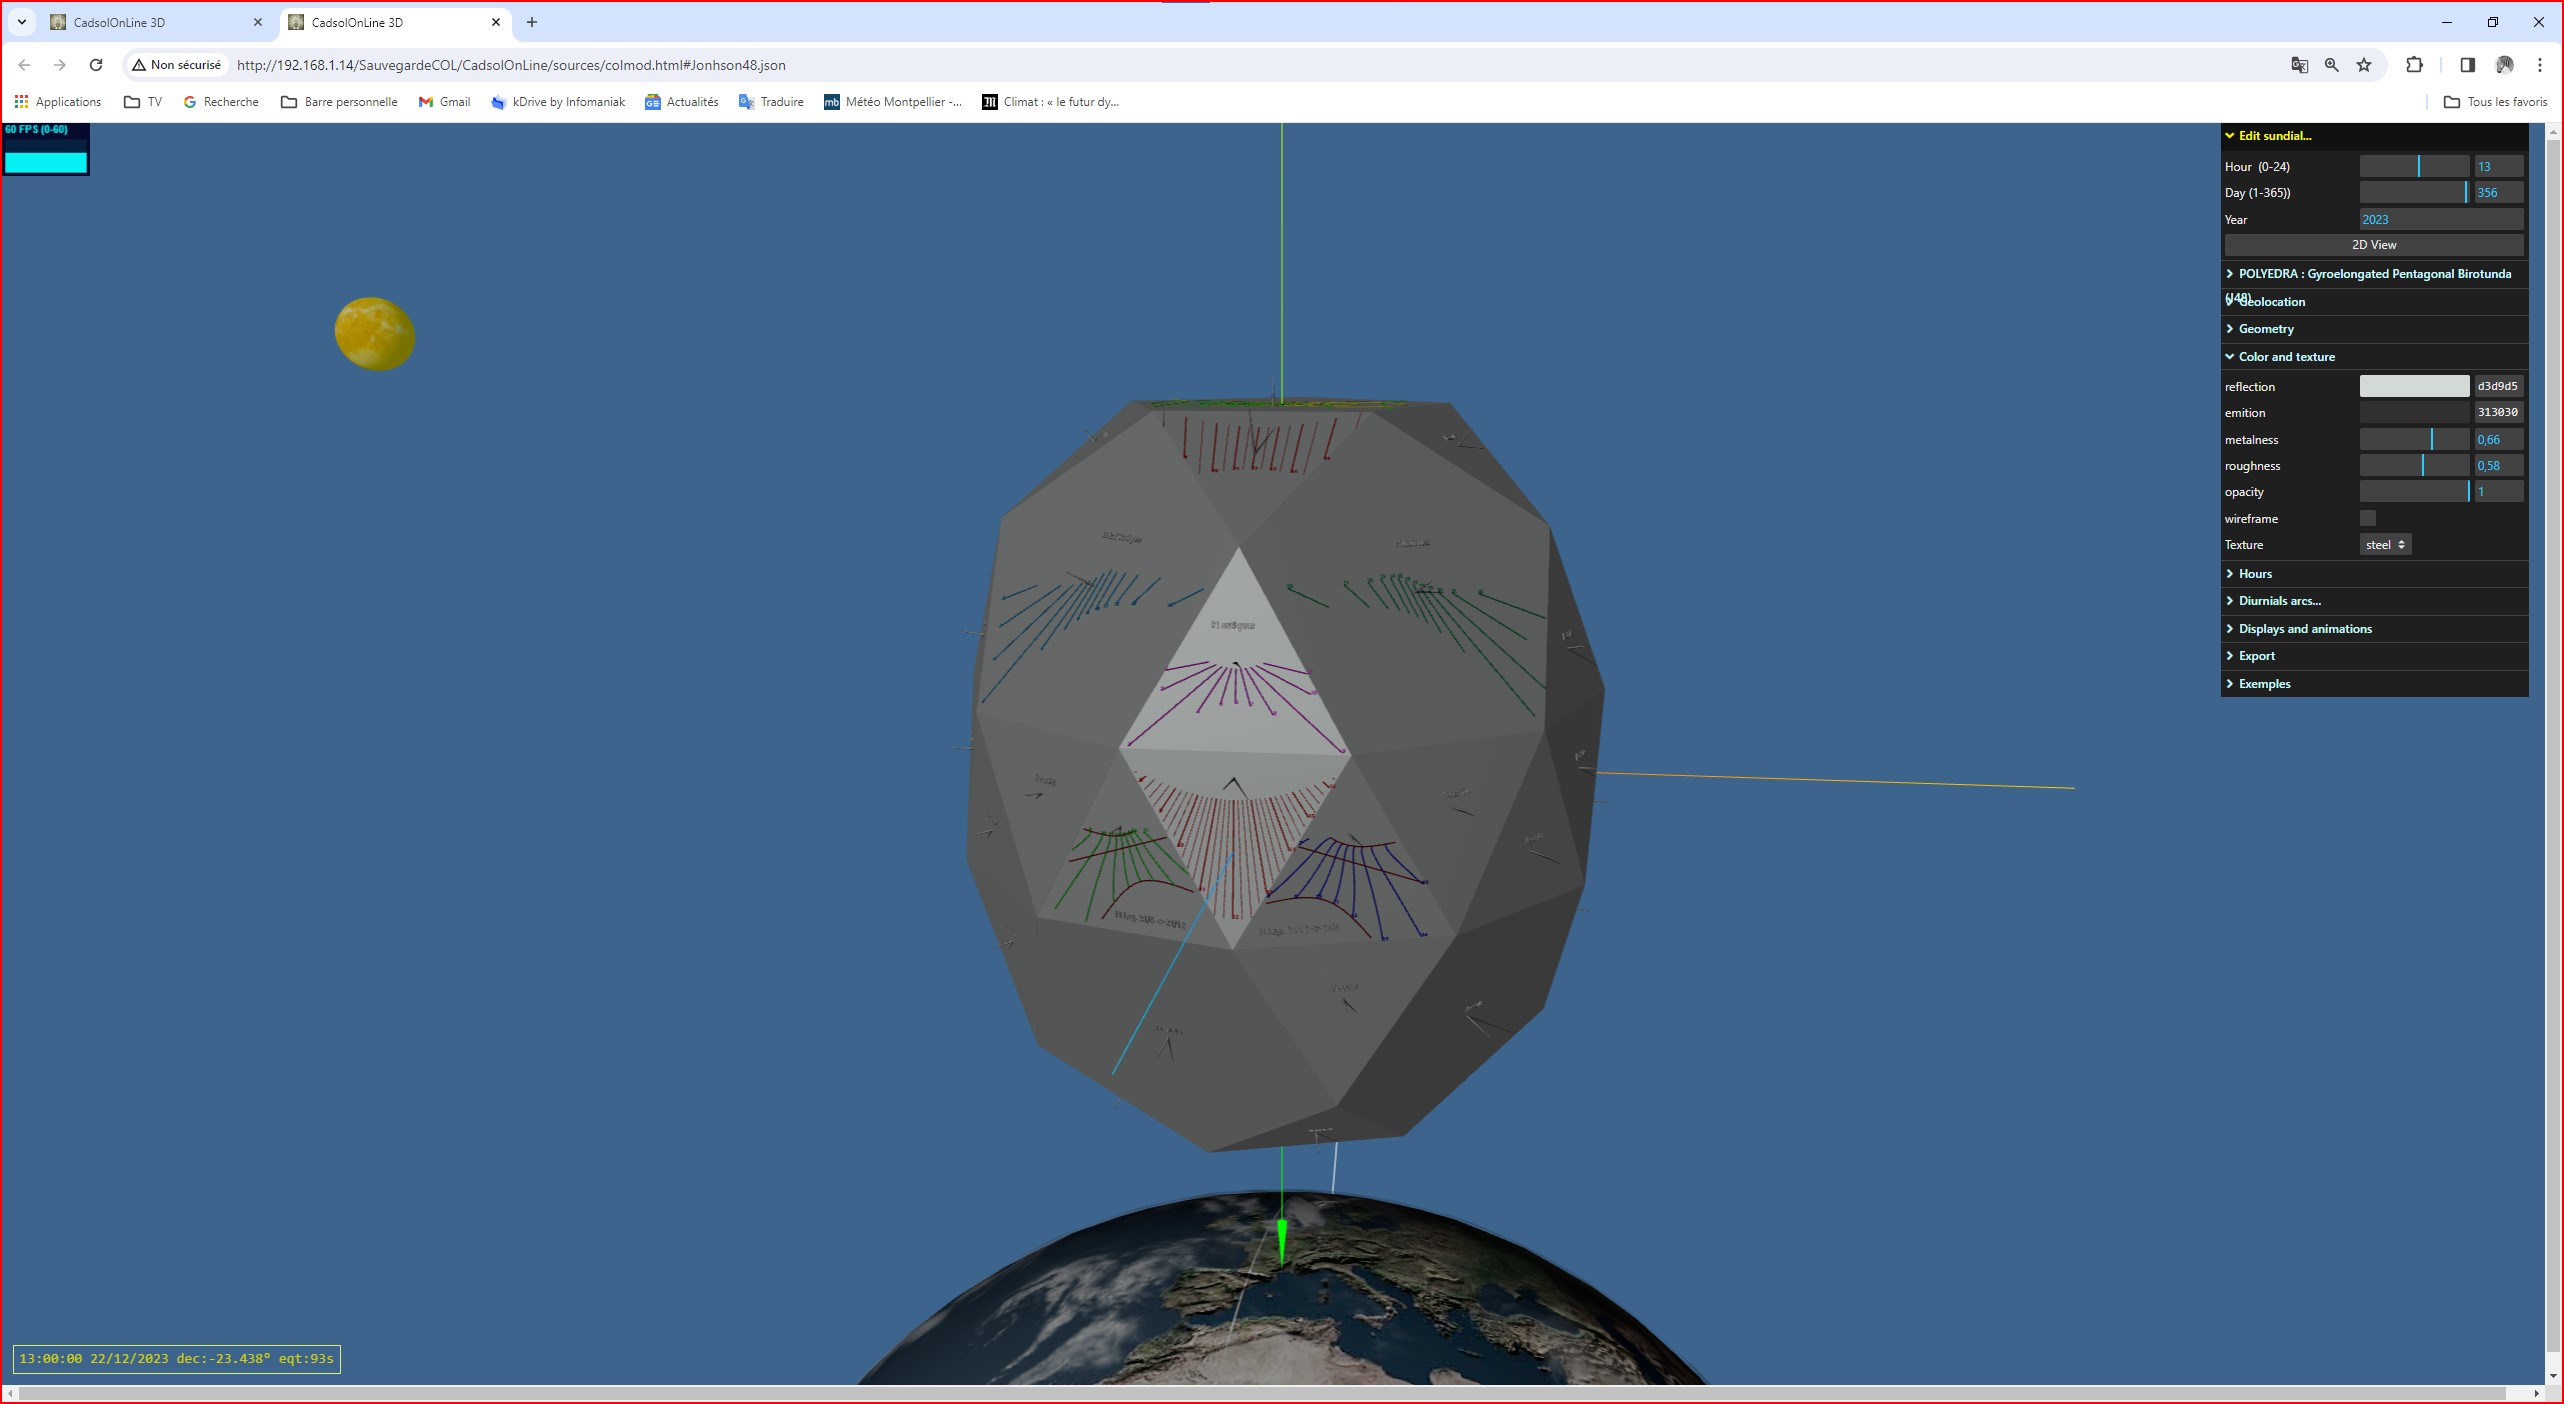 CadsolOnLine 3D
CadsolOnLine 3D
Non sécurisé
http://192.168.1.14/SauvegardeCOL/CadsolOnLine/sources/colmod.html#Jonhson48.json
Applications
TV
Recherche
Barre personnelle
Gmail
kDrive by Infomaniak
Actualités
Traduire
mb Météo Montpellier -...
Climat : « le futur dy...
Tous les favoris
60 FPS (0-60)
Edit sundial...
Hour (0-24) 13
Day (1-365)) 356
Year 2023
2D View
POLYEDRA : Gyroelongated Pentagonal Birotunda
(J48)
Geolocation
Geometry
Color and texture
reflection d3d9d5
emition 313030
metalness 0,66
roughness 0,58
opacity 1
wireframe
Texture steel
Hours
Diurnials arcs...
Displays and animations
Export
Exemples
13:00:00 22/12/2023 dec:-23.438° eqt:93s